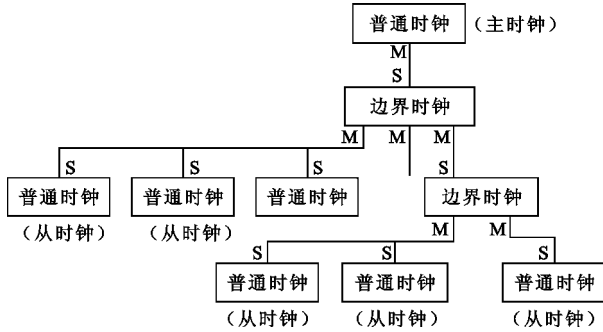 普通时钟 (主时钟)
M
S
边界时钟
M M M
S S S S
普通时钟 普通时钟 普通时钟 边界时钟
(从时钟) (从时钟)
M M
S S S
普通时钟 普通时钟 普通时钟
(从时钟) (从时钟) (从时钟)